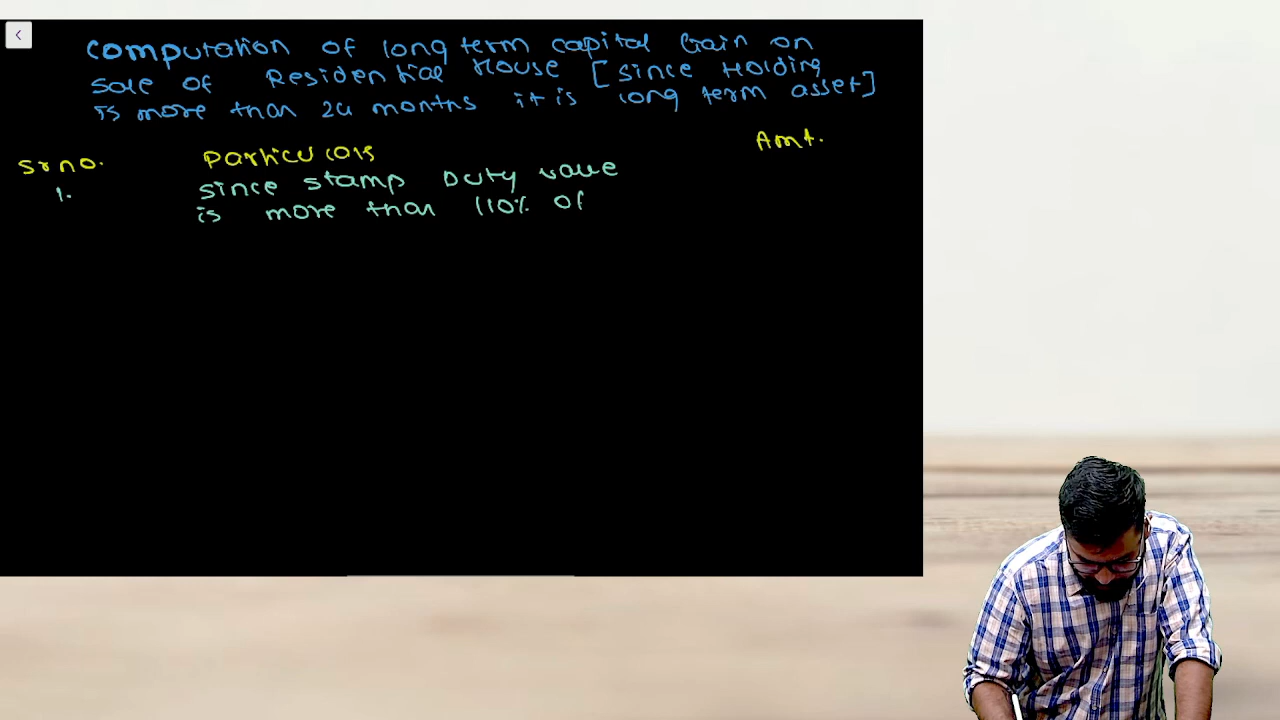 computation of long term capital Gain on
sale of Residential House [since Holding
is more than 24 months it is long term asset]
Sr no. Particulars Amt.
1. since stamp Duty value
is more than 110% of